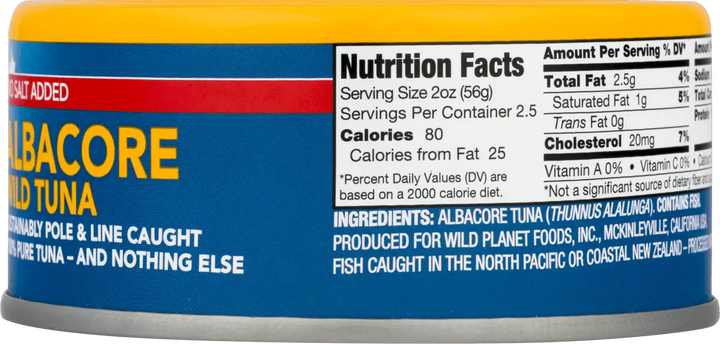 SALT ADDED
ALBACORE
WILD TUNA
POLE & LINE CAUGHT
PURE TUNA – AND NOTHING ELSE
Nutrition Facts
Serving Size 2oz (56g)
Servings Per Container 2.5
Calories 80
Calories from Fat 25
*Percent Daily Values (DV) are
based on a 2000 calorie diet.
Amount Per Serving % DV*
Total Fat 2.5g 4%
Saturated Fat 1g 5%
Trans Fat 0g
Cholesterol 20mg 7%
Amount
Sodium
Total
Protein
Vitamin A 0% • Vitamin C 0% •
*Not a significant source of dietary fiber
INGREDIENTS: ALBACORE TUNA (THUNNUS ALALUNGA). CONTAINS FISH.
PRODUCED FOR WILD PLANET FOODS, INC., MCKINLEYVILLE, CALIFORNIA USA
FISH CAUGHT IN THE NORTH PACIFIC OR COASTAL NEW ZEALAND – PROCESSED